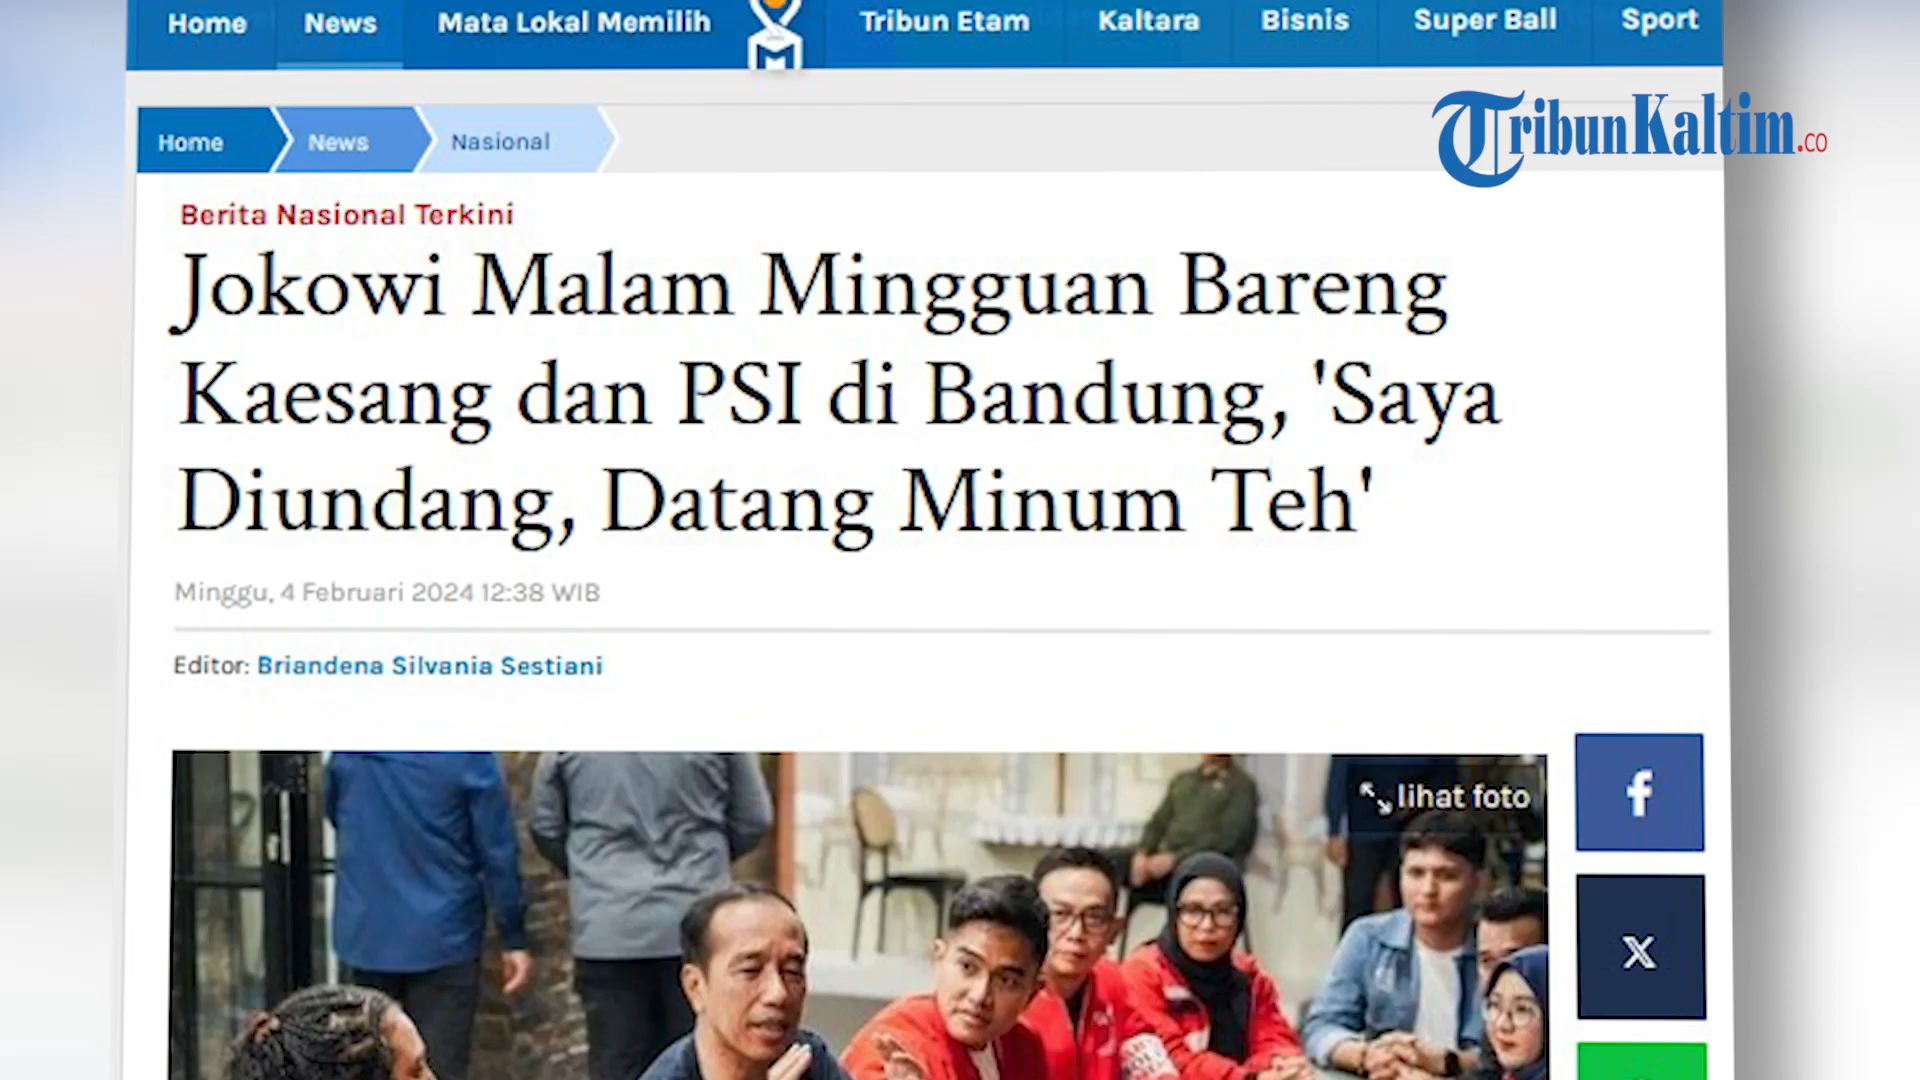 Home News Mata Lokal Memilih M Tribun Etam Kaltara Bisnis Super Ball Sport
TribunKaltim.co
Home News Nasional
Berita Nasional Terkini
Jokowi Malam Mingguan Bareng
Kaesang dan PSI di Bandung, 'Saya
Diundang, Datang Minum Teh'
Minggu, 4 Februari 2024 12:38 WIB
Editor: Briandena Silvania Sestiani
lihat foto
f
X